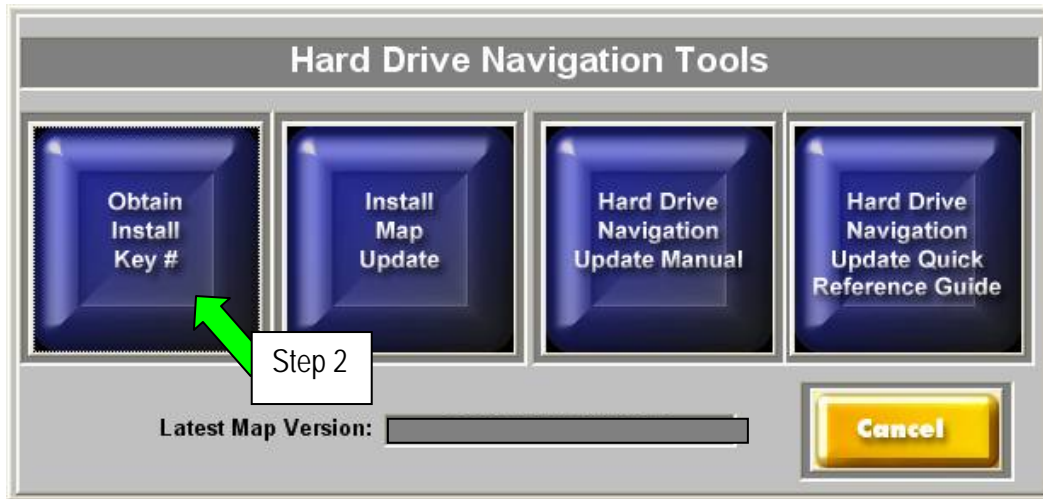 Hard Drive Navigation Tools
Obtain
Install
Key #
Install
Map
Update
Hard Drive
Navigation
Update Manual
Hard Drive
Navigation
Update Quick
Reference Guide
Step 2
Latest Map Version:
Cancel